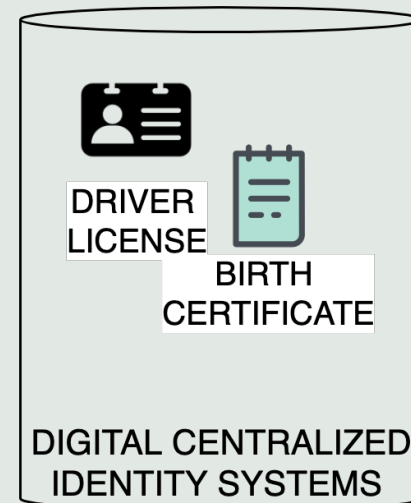 DRIVER
LICENSE
BIRTH
CERTIFICATE
DIGITAL CENTRALIZED
IDENTITY SYSTEMS